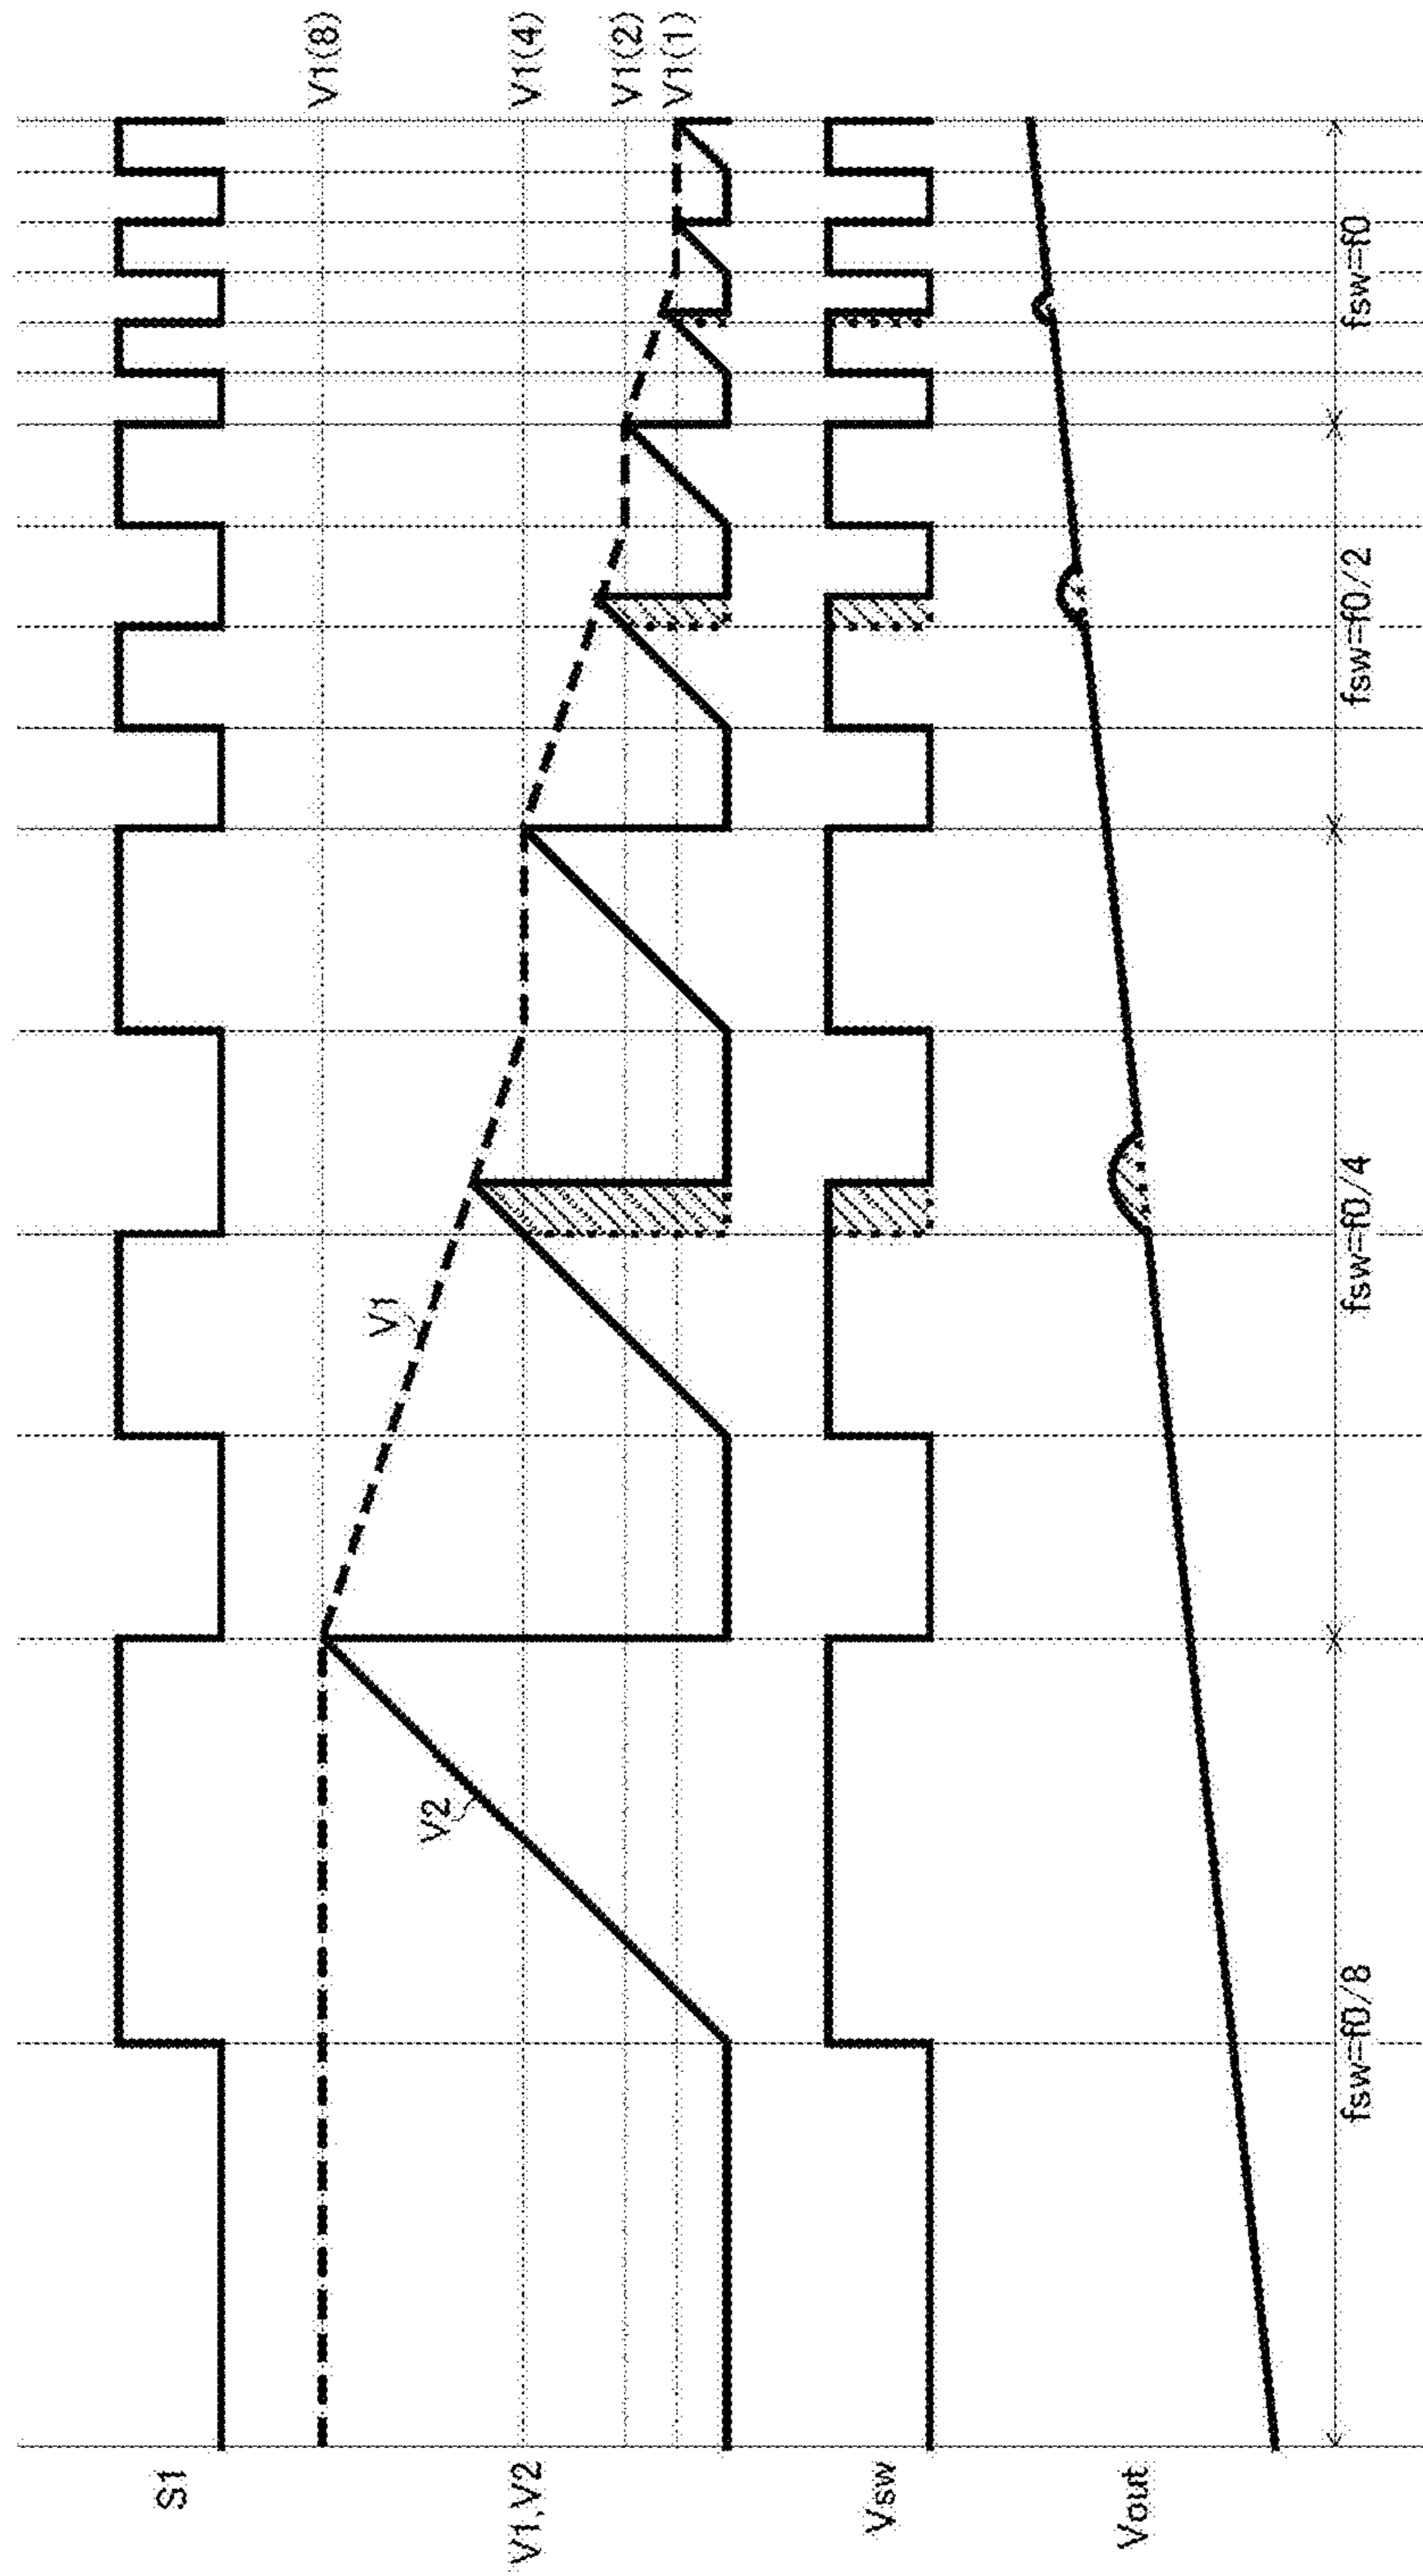 S1
V1(8)
V1
V2
V1,V2
V1(4)
V1(2)
V1(1)
Vsw
Vout
fsw=f0/8
fsw=f0/4
fsw=f0/2
fsw=f0